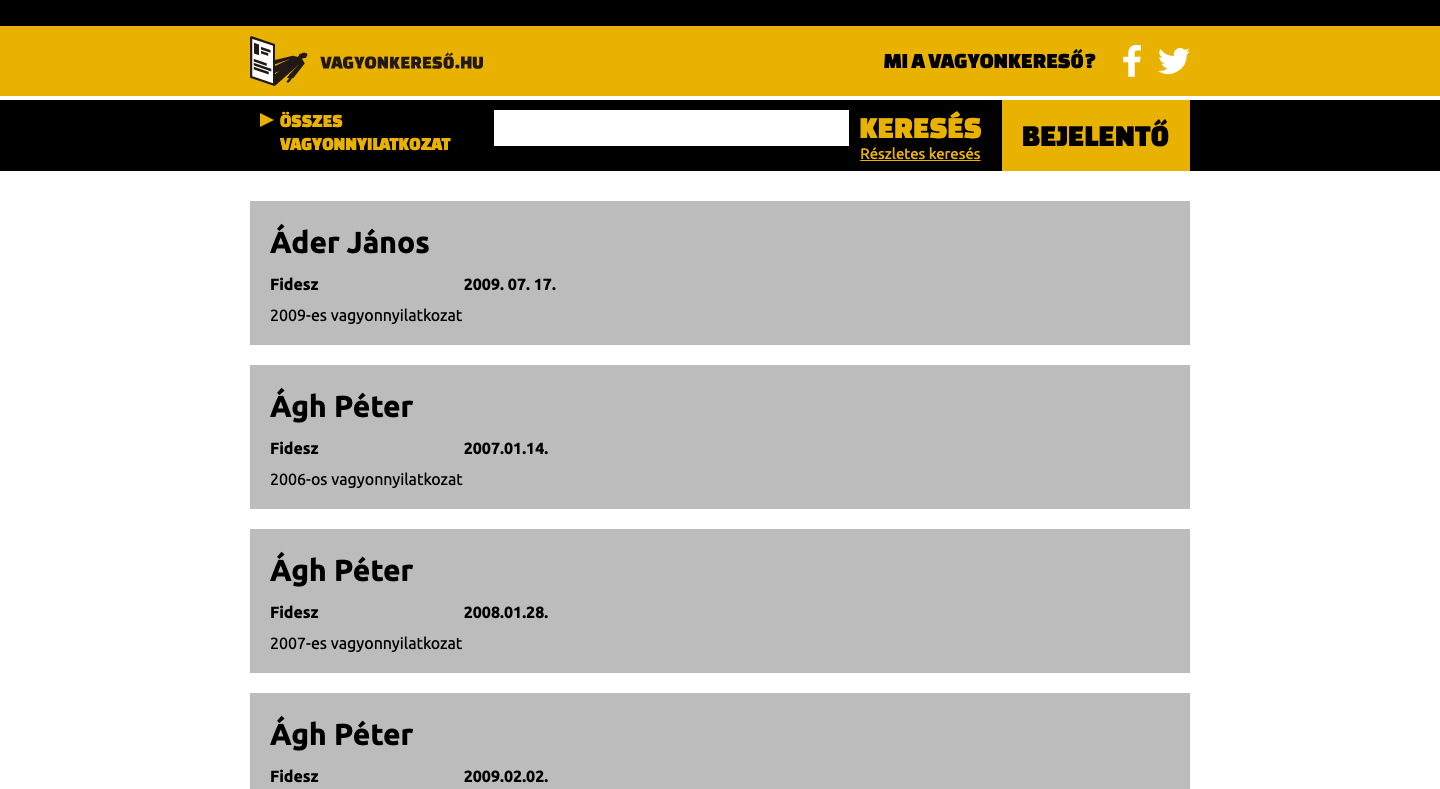 VAGYONKERESŐ.HU
MI A VAGYONKERESŐ?
ÖSSZES
VAGYONNYILATKOZAT
KERESÉS
Részletes keresés
BEJELENTŐ
Áder János
Fidesz 2009. 07. 17.
2009-es vagyonnyilatkozat
Ágh Péter
Fidesz 2007.01.14.
2006-os vagyonnyilatkozat
Ágh Péter
Fidesz 2008.01.28.
2007-es vagyonnyilatkozat
Ágh Péter
Fidesz 2009.02.02.